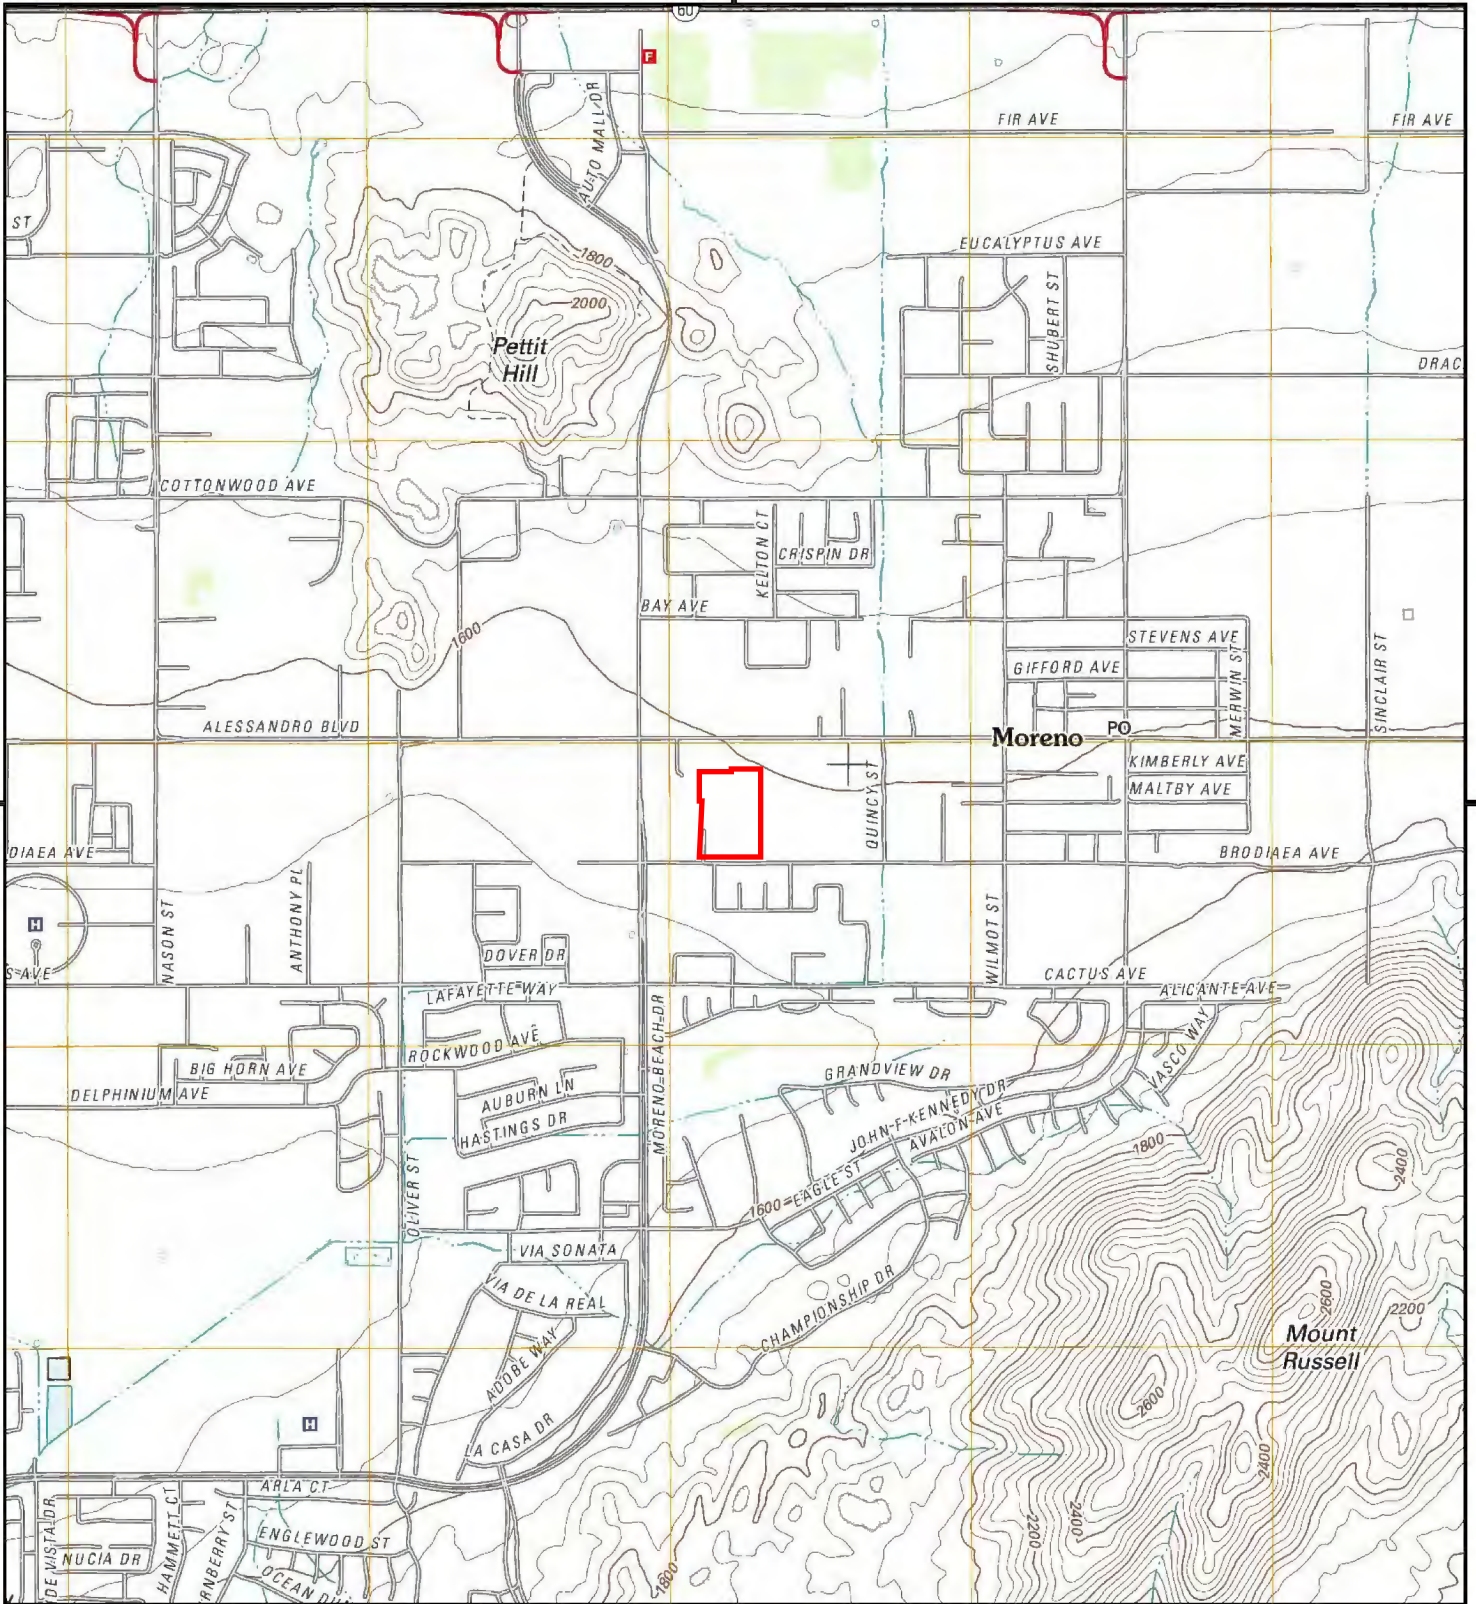 60
F
AUTO MALL DR
FIR AVE
FIR AVE
ST
EUCALYPTUS AVE
1800
2000
SHUBERT ST
Pettit
Hill
DRAC
COTTONWOOD AVE
KELTON CT
CRISPIN DR
BAY AVE
1600
STEVENS AVE
GIFFORD AVE
MERWIN ST
SINCLAIR ST
ALESSANDRO BLVD
Moreno
PO
KIMBERLY AVE
MALTBY AVE
QUINCY ST
DIAEA AVE
BRODIAEA AVE
H
NASON ST
ANTHONY PL
WILMOT ST
DOVER DR
S AVE
CACTUS AVE
LAFAYETTE WAY
ALICANTE AVE
MORENO BEACH DR
VASCO WAY
ROCKWOOD AVE
BIG HORN AVE
GRANDVIEW DR
DELPHINIUM AVE
AUBURN LN
JOHN F KENNEDY DR
HASTINGS DR
AVALON AVE
1800
2400
OLIVER ST
EAGLE ST
1600
VIA SONATA
VIA DE LA REAL
CHAMPIONSHIP DR
2600
2200
Mount
Russell
ADOBE WAY
2600
H
LA CASA DR
2400
ARLA CT
DE VISTA DR
HAMMETT CT
RNBERRY ST
ENGLEWOOD ST
2200
2400
NUCIA DR
1800